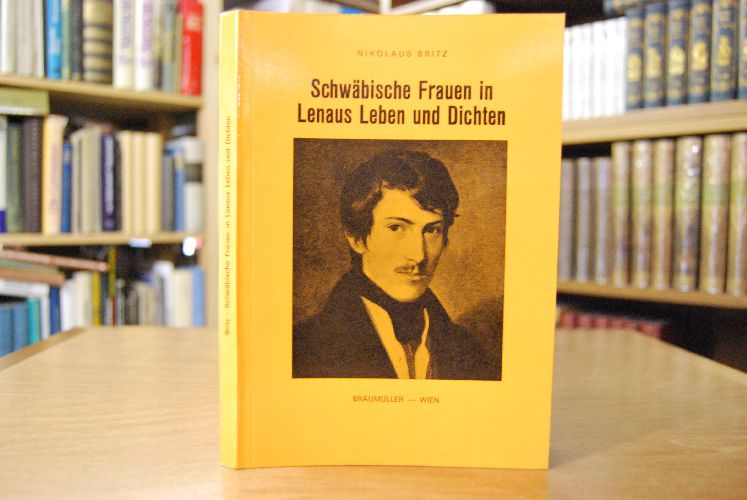 NIKOLAUS BRITZ
Schwäbische Frauen in
Lenaus Leben und Dichten
BRAUMÜLLER — WIEN
Britz · Schwäbische Frauen in Lenaus Leben und Dichten